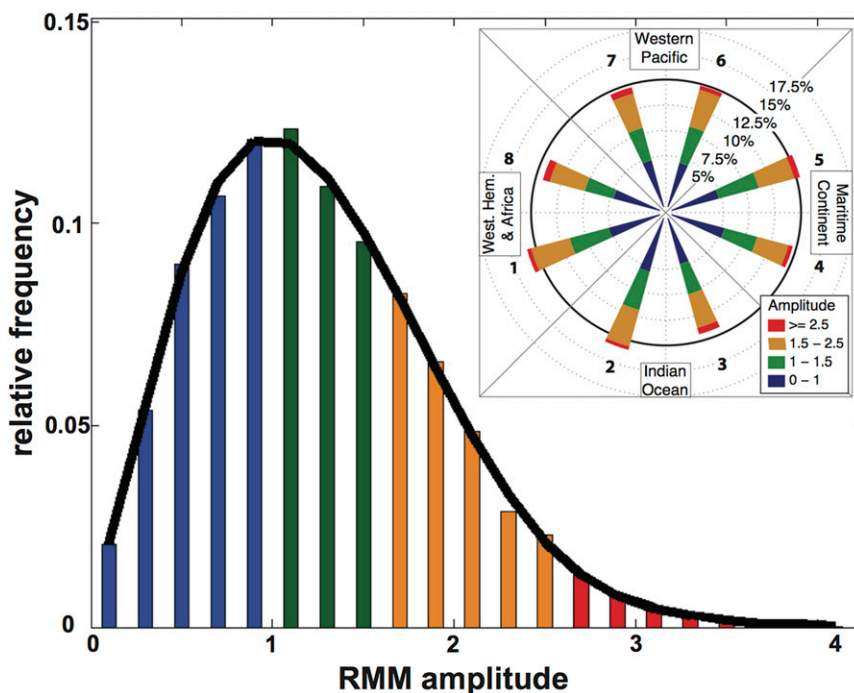 0.15
0.1
0.05
0
relative frequency
0
1
2
3
4
RMM amplitude
Western
Pacific
7
6
17.5%
15%
12.5%
10%
7.5%
5%
8
5
West. Hem.
& Africa
Maritime
Continent
1
4
2
3
Indian
Ocean
Amplitude
>= 2.5
1.5 – 2.5
1 – 1.5
0 – 1